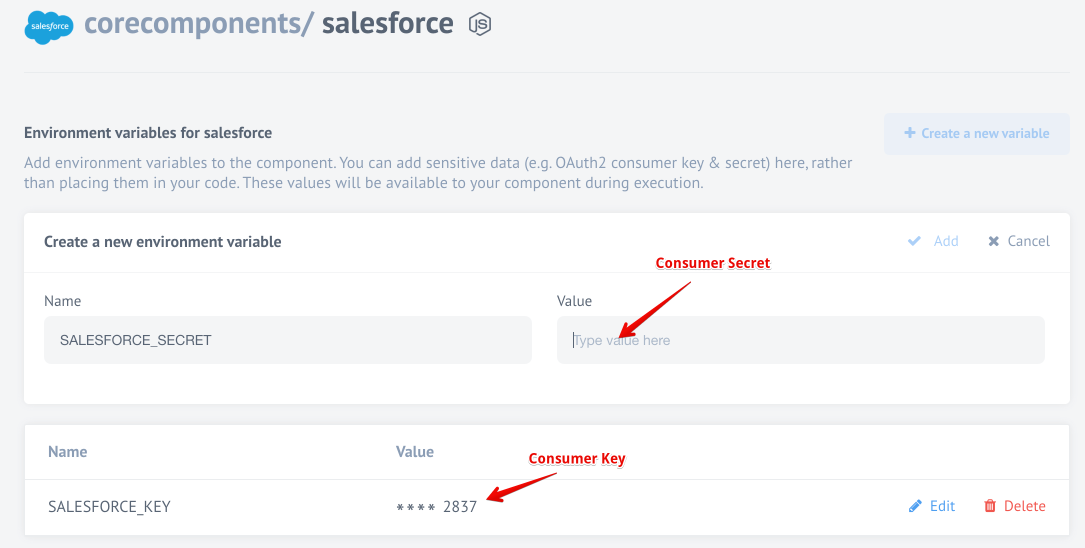 salesforce
corecomponents/ salesforce
JS
Environment variables for salesforce
+ Create a new variable
Add environment variables to the component. You can add sensitive data (e.g. OAuth2 consumer key & secret) here, rather
than placing them in your code. These values will be available to your component during execution.
Create a new environment variable
Add
Cancel
Consumer Secret
Name
Value
SALESFORCE_SECRET
Type value here
Name
Value
Consumer Key
SALESFORCE_KEY
**** 2837
Edit
Delete